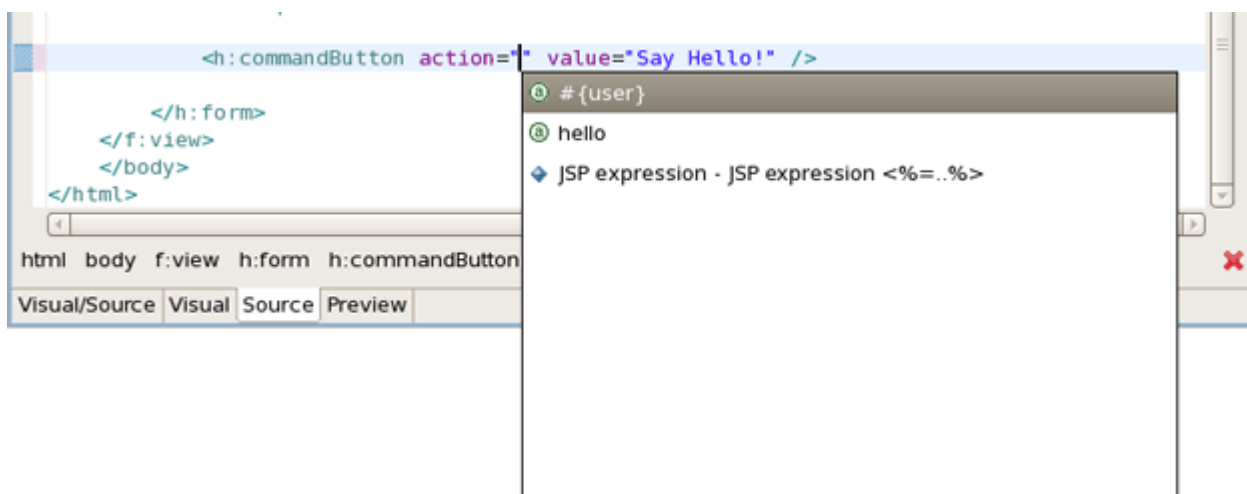 <h:commandButton action="" value="Say Hello!" />
#{user}
</h:form>
hello
</f:view>
</body>
JSP expression - JSP expression <%=..%>
</html>
html body f:view h:form h:commandButton
Visual/Source Visual Source Preview